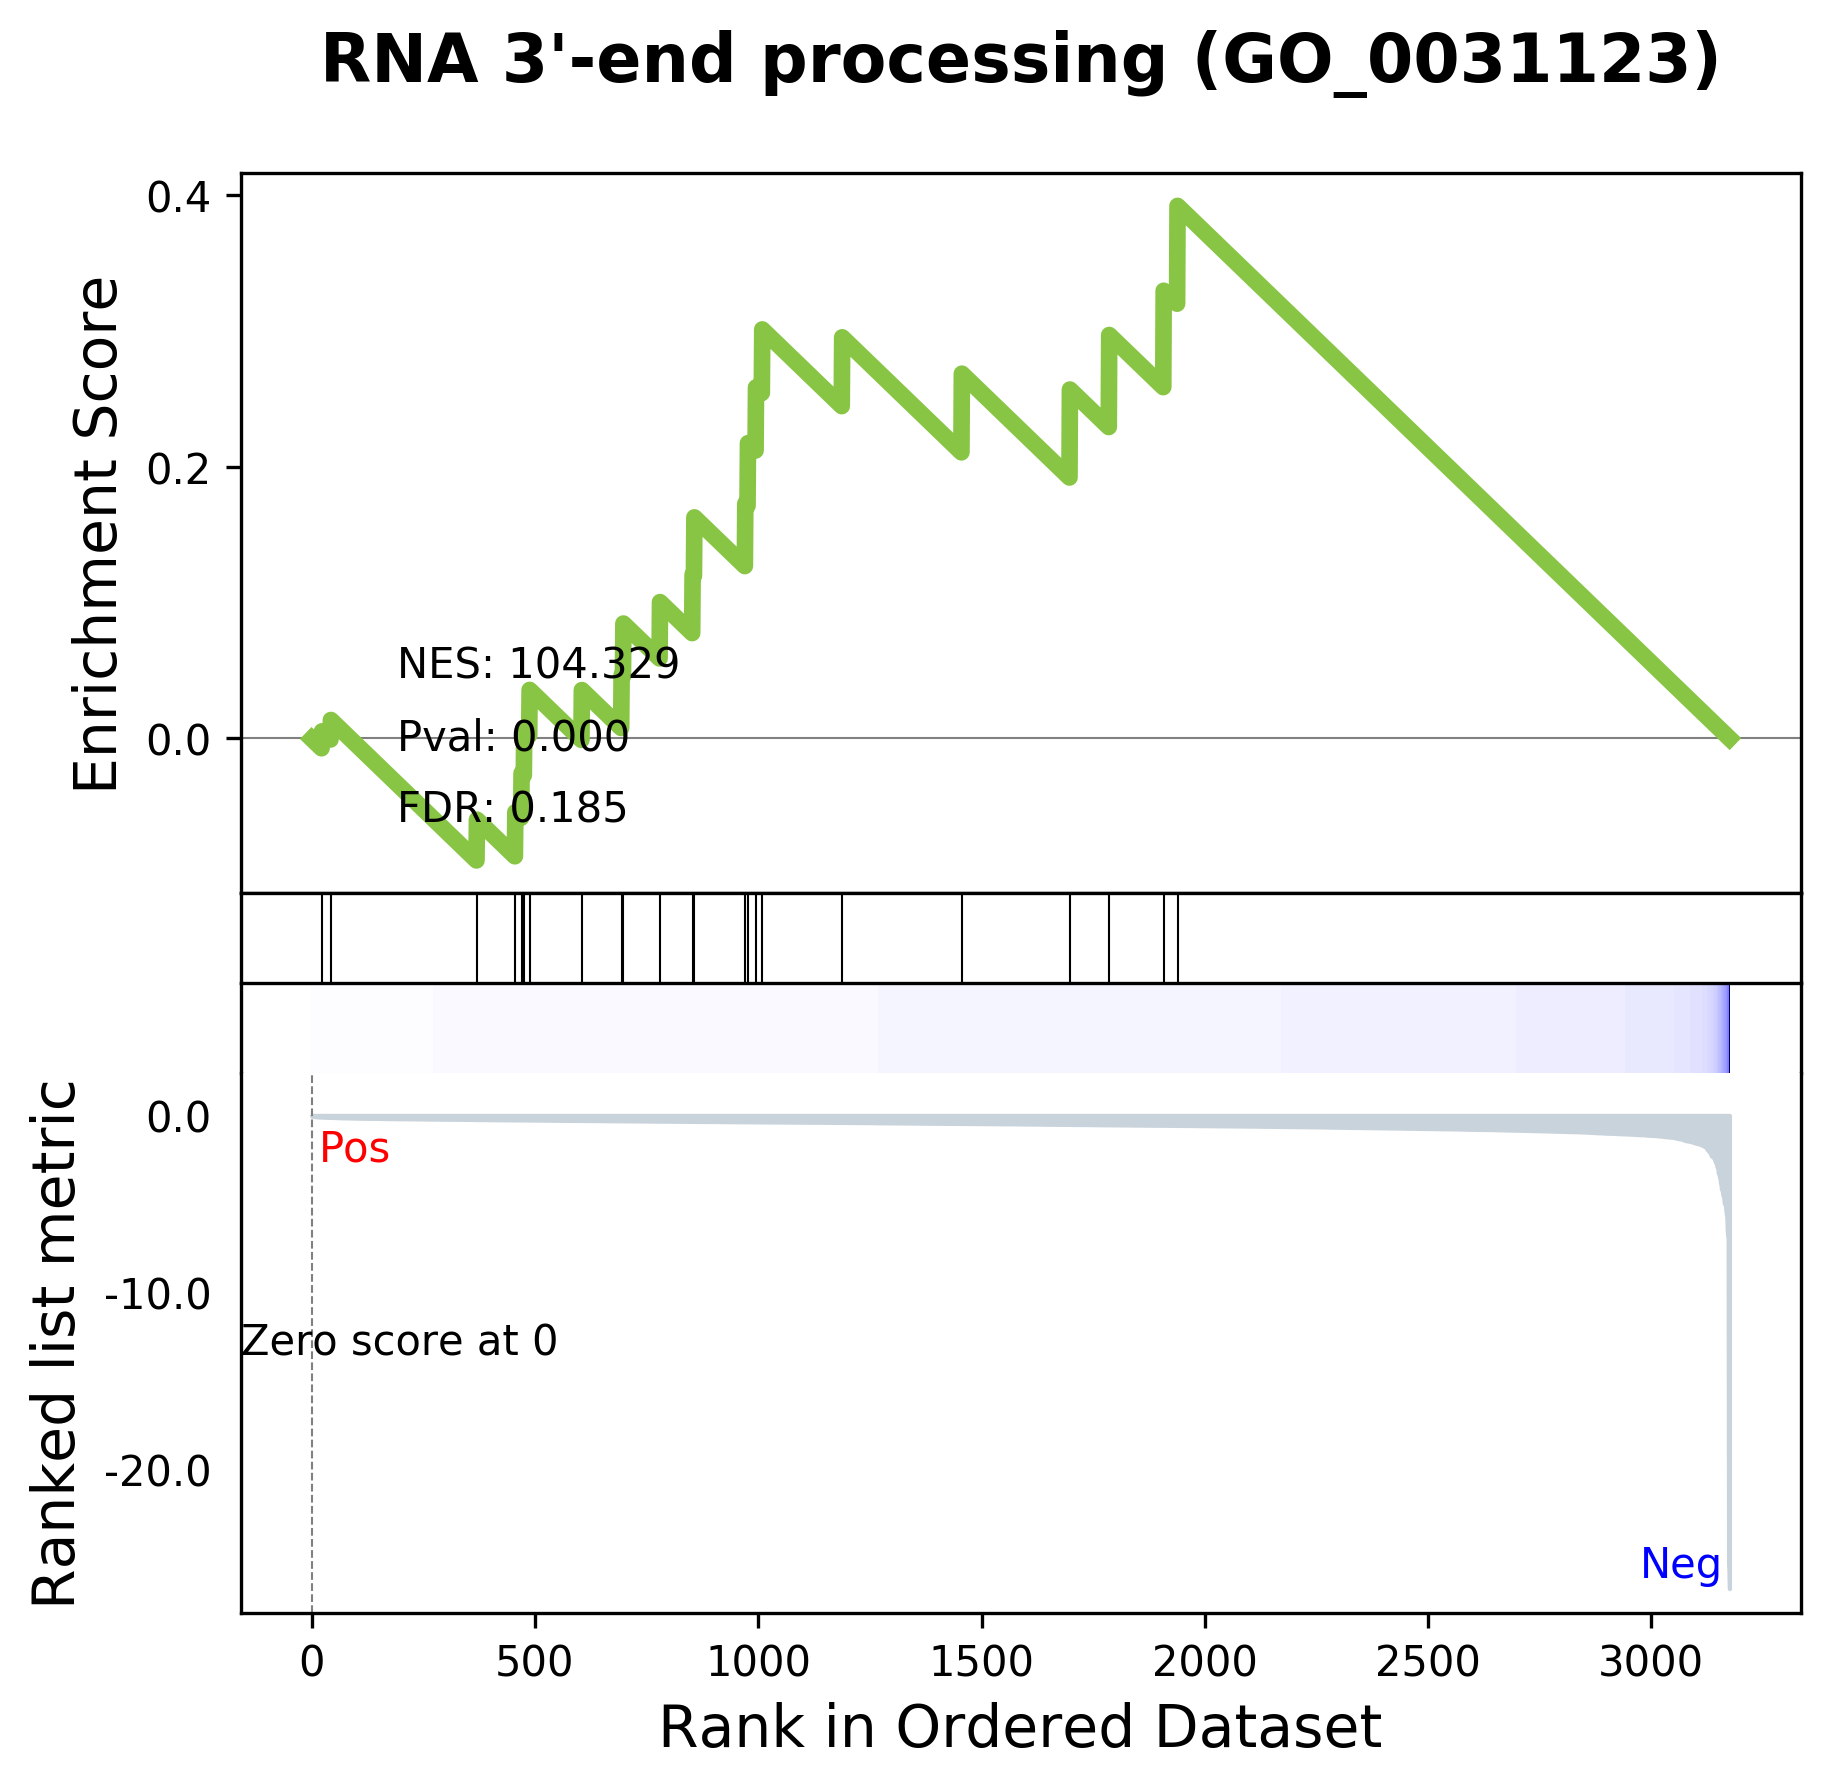 RNA 3'-end processing (GO_0031123)
Enrichment Score
0.4
0.2
0.0
NES: 104.329
Pval: 0.000
FDR: 0.185
Ranked list metric
0.0
-10.0
-20.0
Pos
Zero score at 0
Neg
0 500 1000 1500 2000 2500 3000
Rank in Ordered Dataset